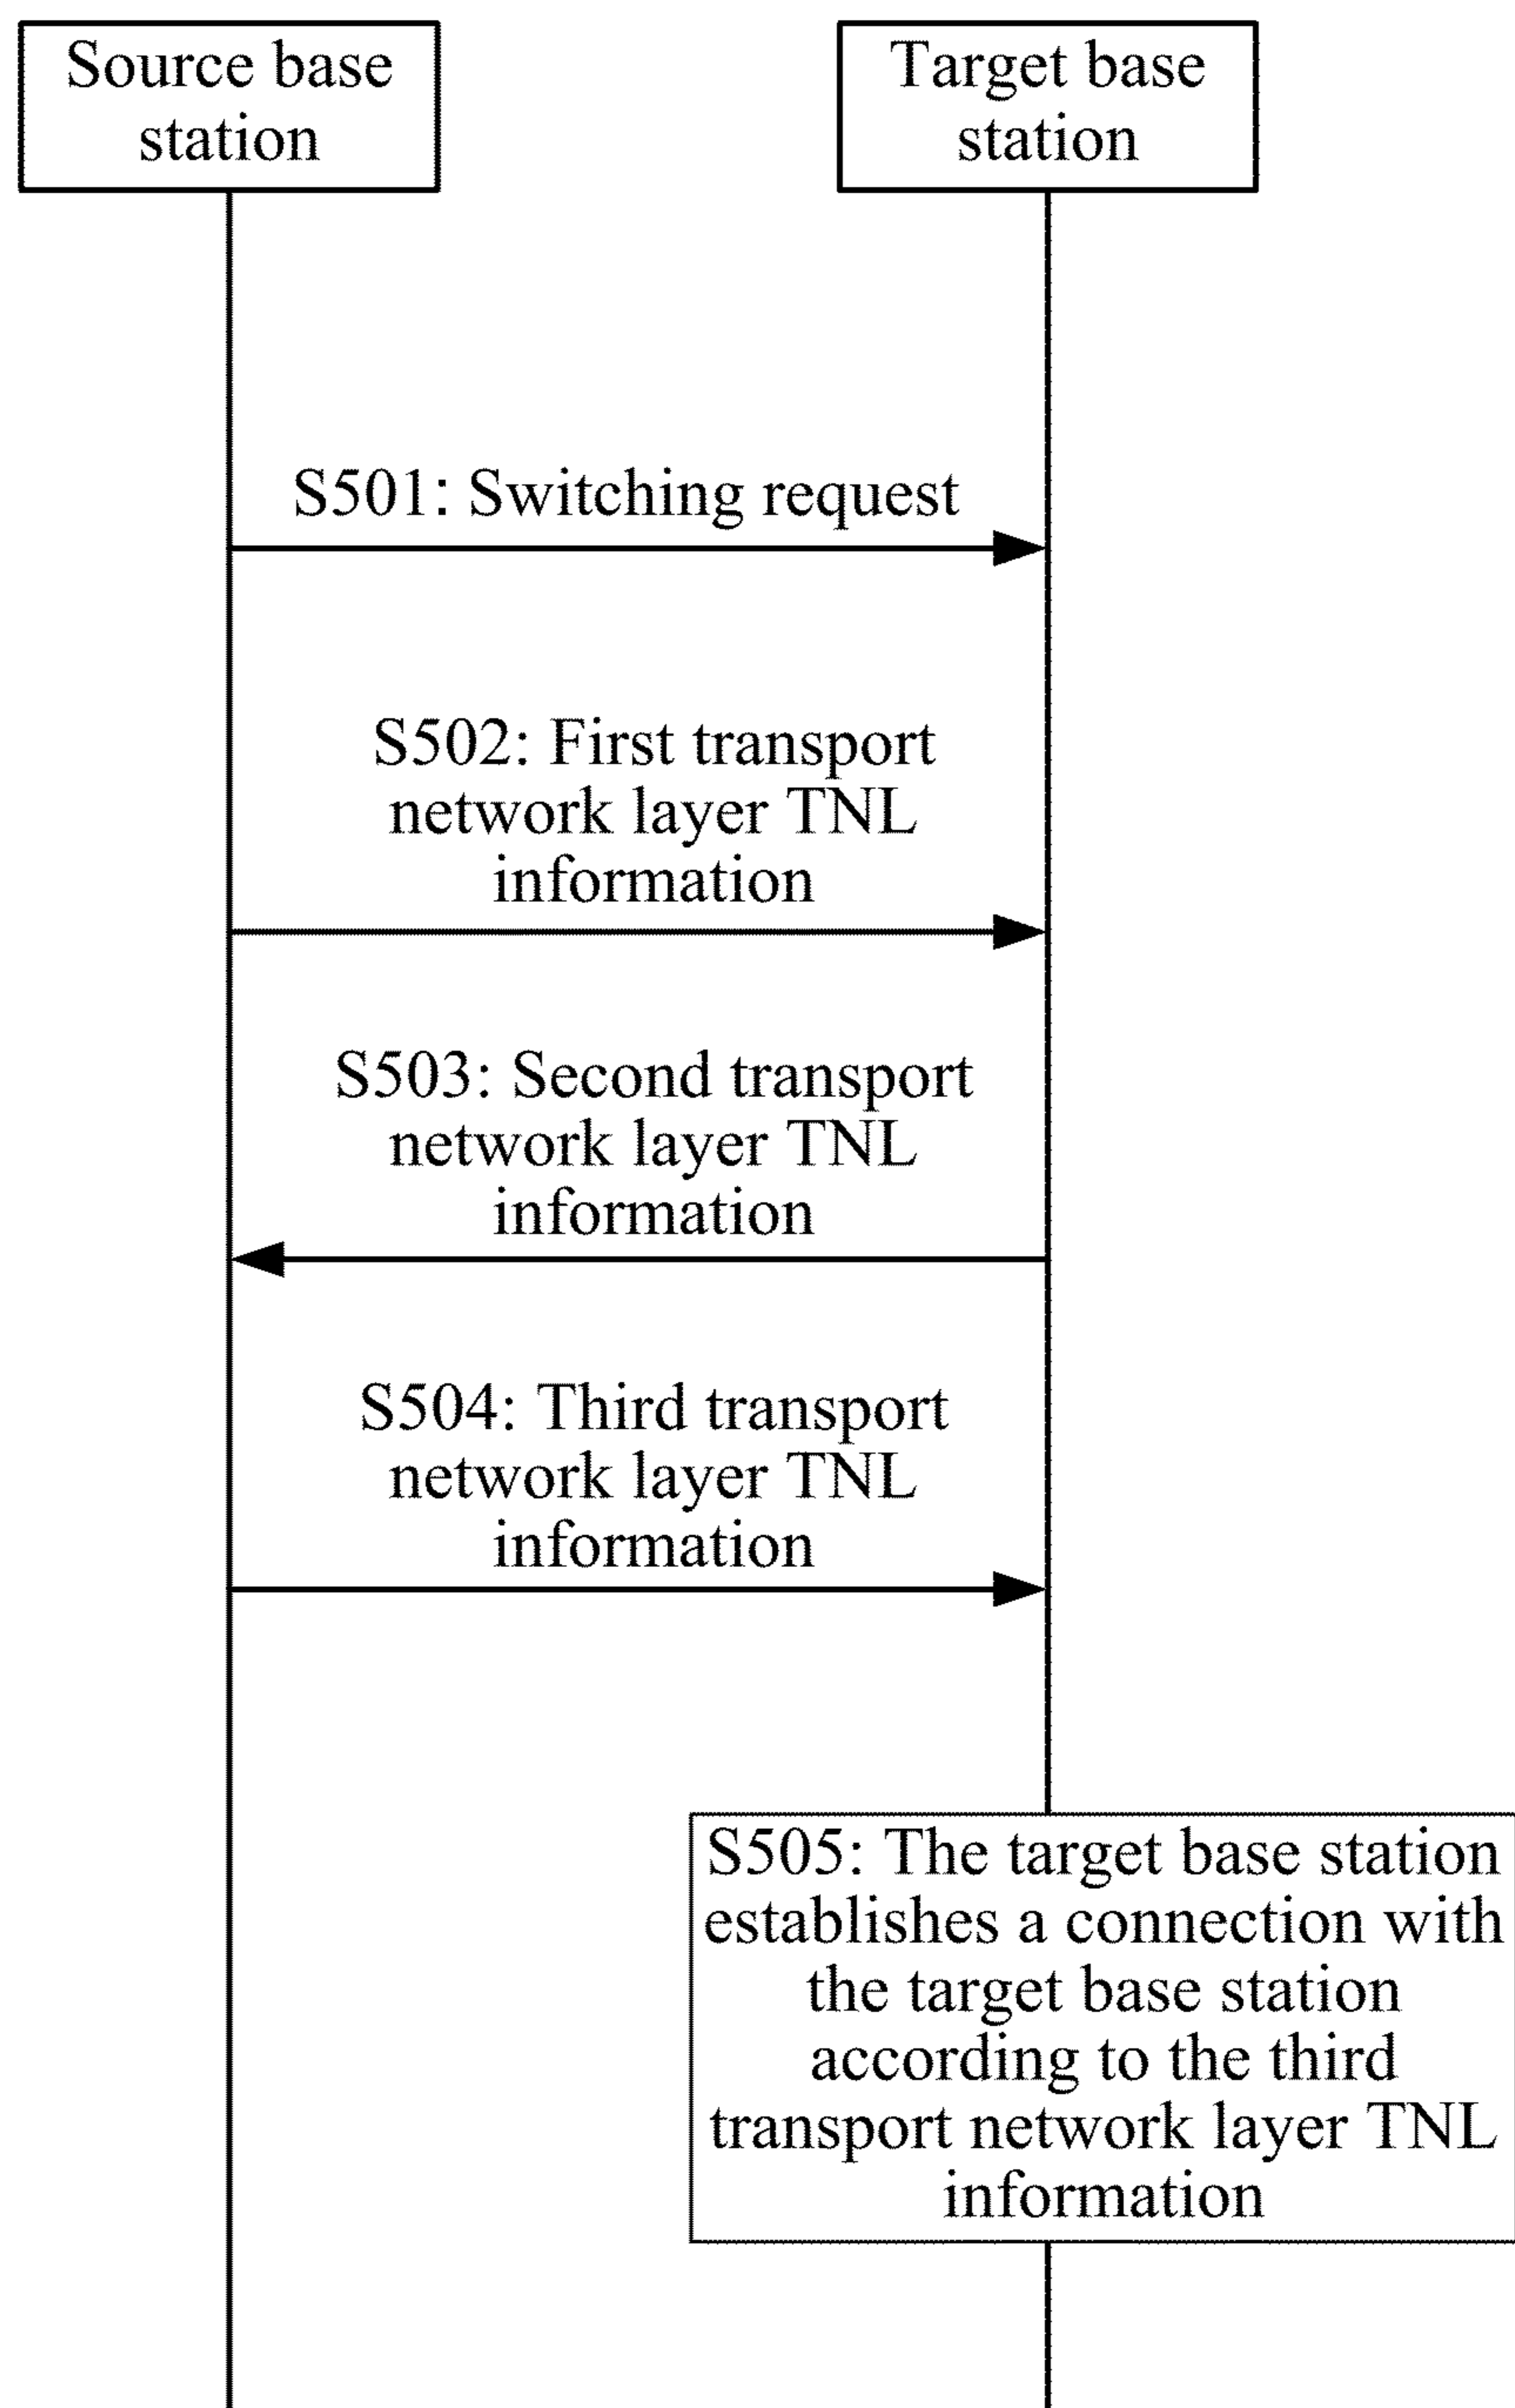 Source base
station
Target base
station
S501: Switching request
S502: First transport
network layer TNL
information
S503: Second transport
network layer TNL
information
S504: Third transport
network layer TNL
information
S505: The target base station
establishes a connection with
the target base station
according to the third
transport network layer TNL
information